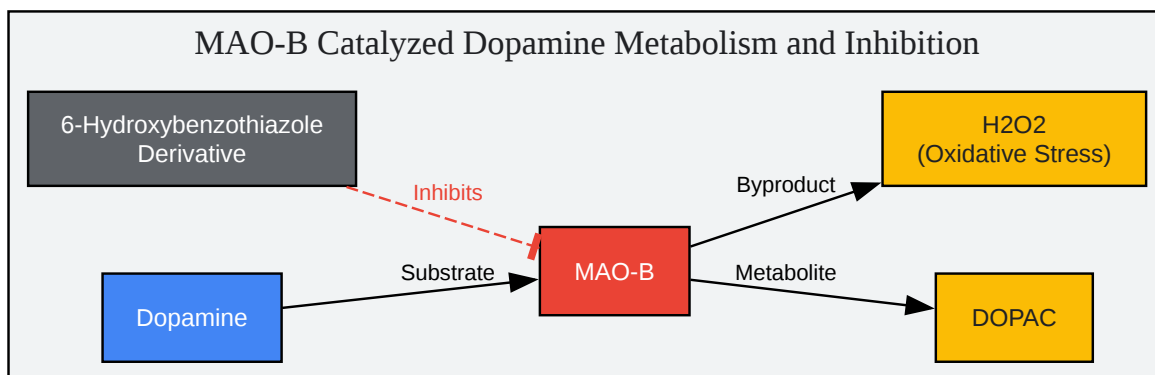 MAO-B Catalyzed Dopamine Metabolism and Inhibition
6-Hydroxybenzothiazole
Derivative
H2O2
(Oxidative Stress)
Inhibits
Byproduct
MAO-B
Substrate
Metabolite
Dopamine
DOPAC